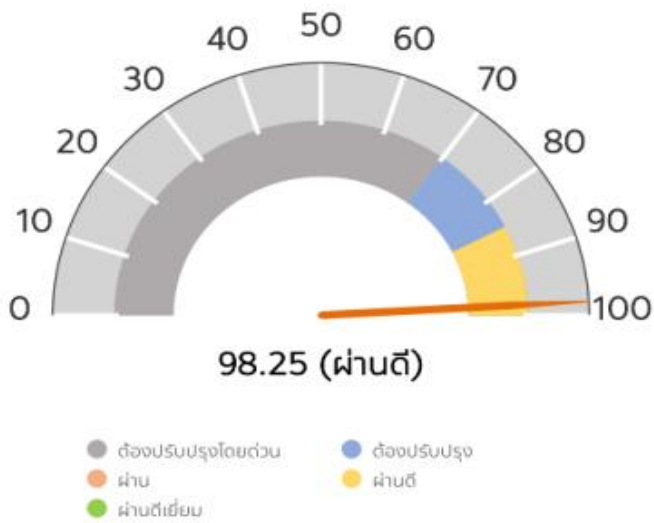 50
40 60
30 70
20 80
10 90
0 100
98.25 (ผ่านดี)
ต้องปรับปรุงโดยด่วน ต้องปรับปรุง
ผ่าน ผ่านดี
ผ่านดีเยี่ยม